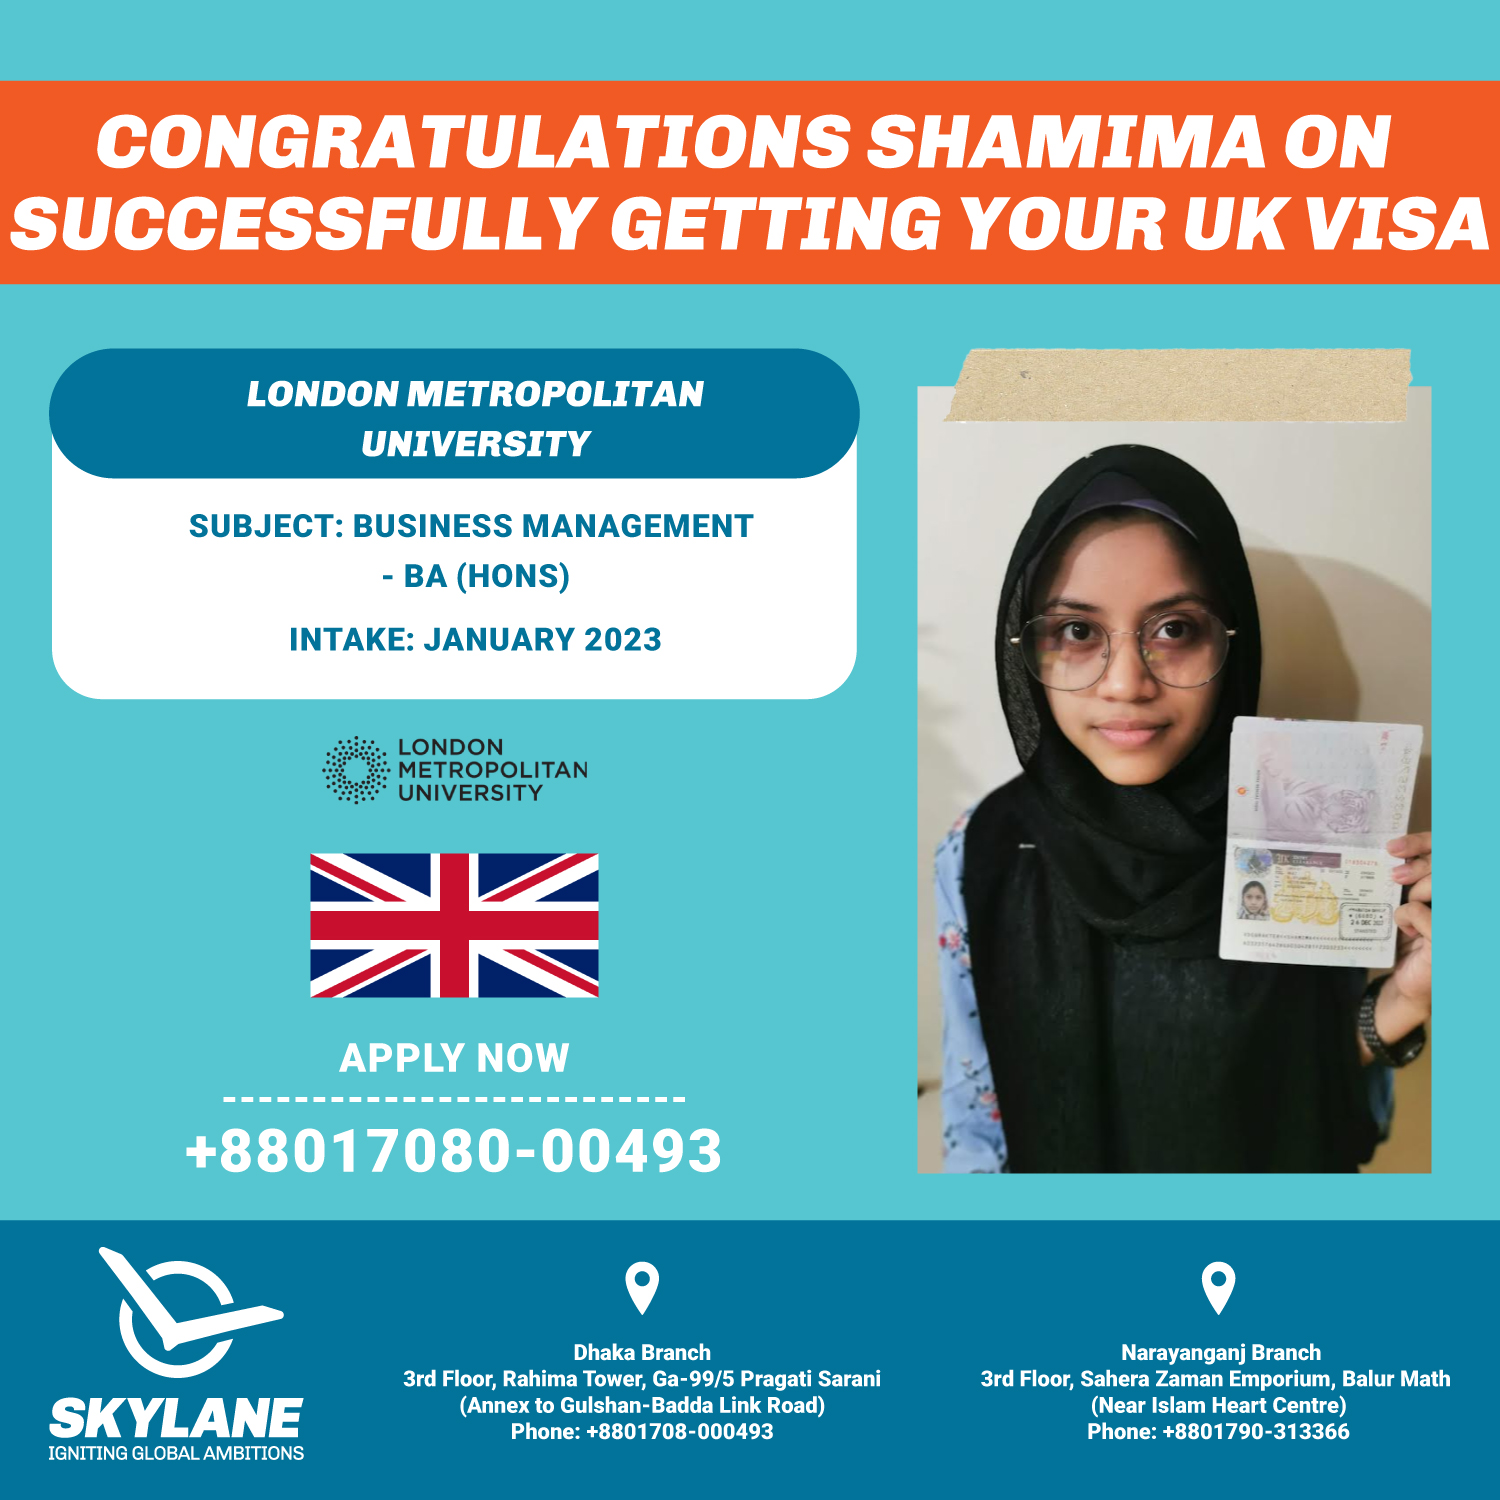 CONGRATULATIONS SHAMIMA ON
SUCCESSFULLY GETTING YOUR UK VISA
LONDON METROPOLITAN
UNIVERSITY
SUBJECT: BUSINESS MANAGEMENT
- BA (HONS)
INTAKE: JANUARY 2023
LONDON
METROPOLITAN
UNIVERSITY
APPLY NOW
+88017080-00493
SKYLANE
IGNITING GLOBAL AMBITIONS
Dhaka Branch
3rd Floor, Rahima Tower, Ga-99/5 Pragati Sarani
(Annex to Gulshan-Badda Link Road)
Phone: +8801708-000493
Narayanganj Branch
3rd Floor, Sahera Zaman Emporium, Balur Math
(Near Islam Heart Centre)
Phone: +8801790-313366